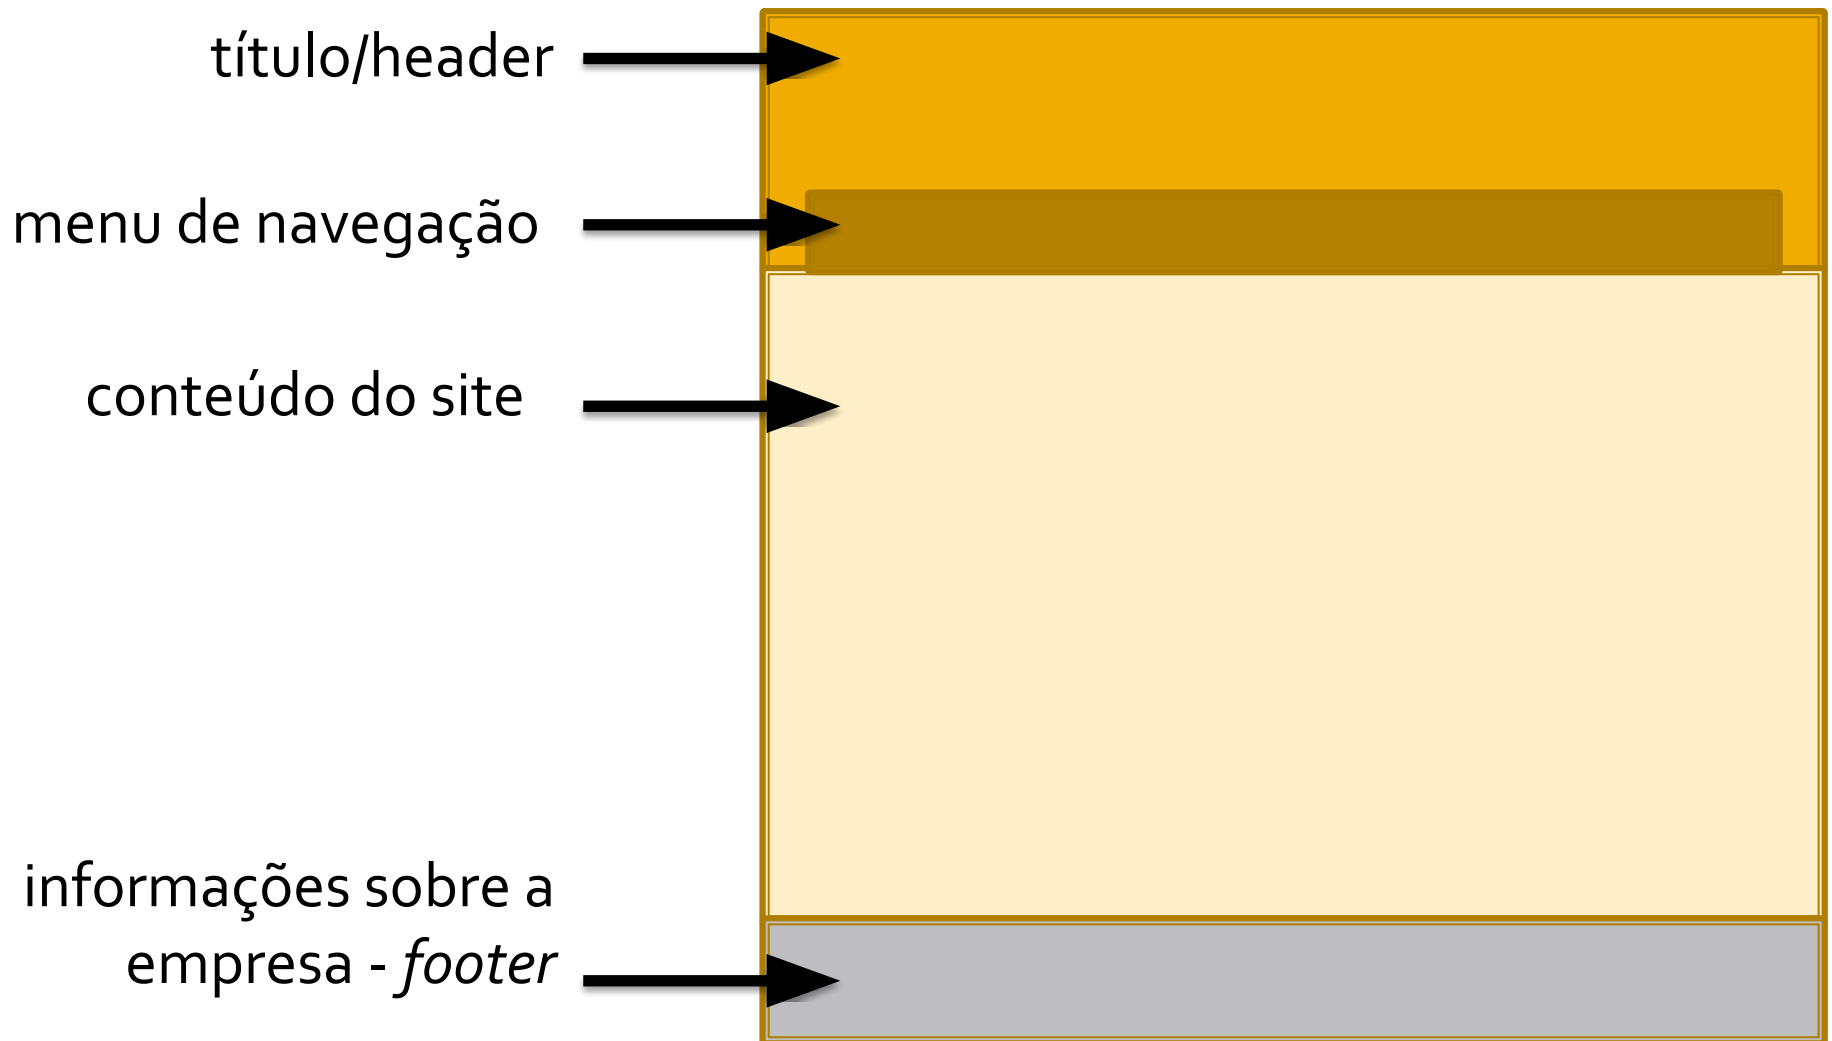 título/header
menu de navegação
conteúdo do site
informações sobre a
empresa - footer